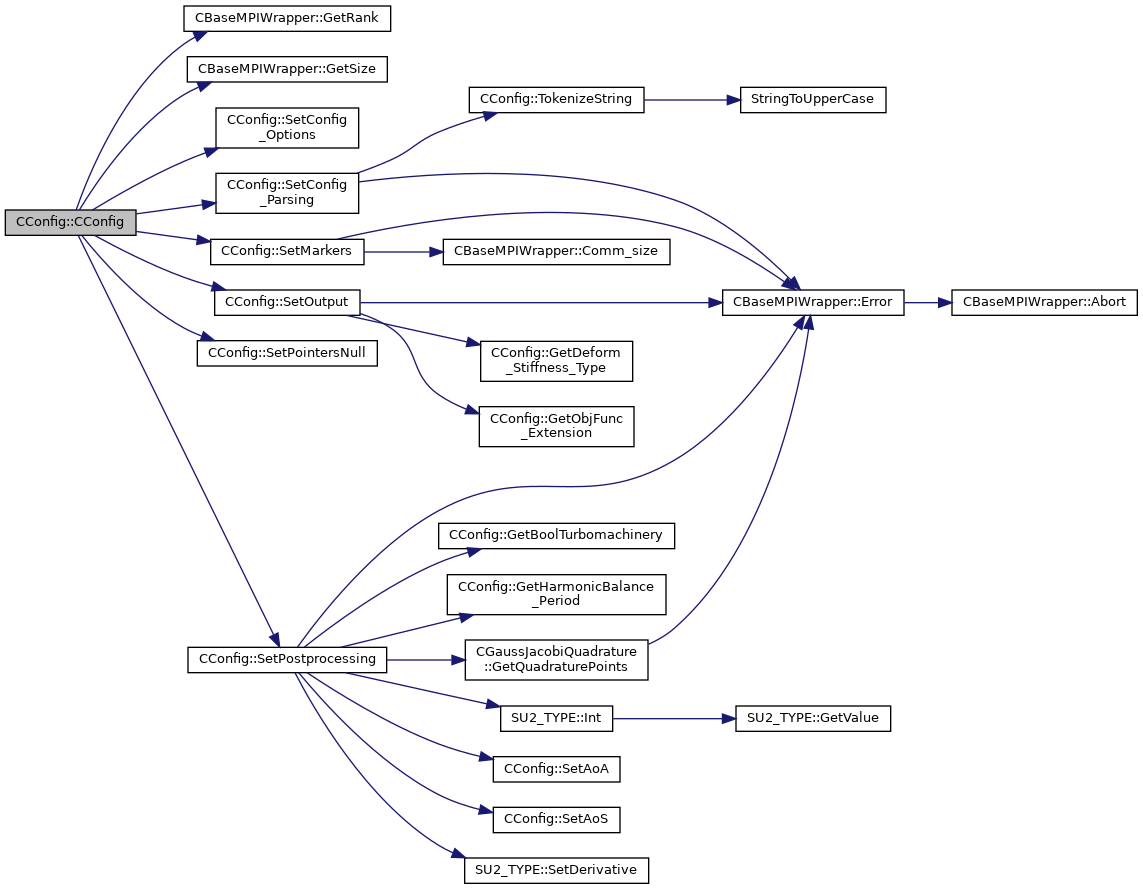 CBaseMPIWrapper::GetRank
CBaseMPIWrapper::GetSize
CConfig::TokenizeString
StringToUpperCase
CConfig::SetConfig
_Options
CConfig::SetConfig
_Parsing
CConfig::CConfig
CConfig::SetMarkers
CBaseMPIWrapper::Comm_size
CConfig::SetOutput
CBaseMPIWrapper::Error
CBaseMPIWrapper::Abort
CConfig::SetPointersNull
CConfig::GetDeform
_Stiffness_Type
CConfig::GetObjFunc
_Extension
CConfig::GetBoolTurbomachinery
CConfig::GetHarmonicBalance
_Period
CConfig::SetPostprocessing
CGaussJacobiQuadrature
::GetQuadraturePoints
SU2_TYPE::Int
SU2_TYPE::GetValue
CConfig::SetAoA
CConfig::SetAoS
SU2_TYPE::SetDerivative